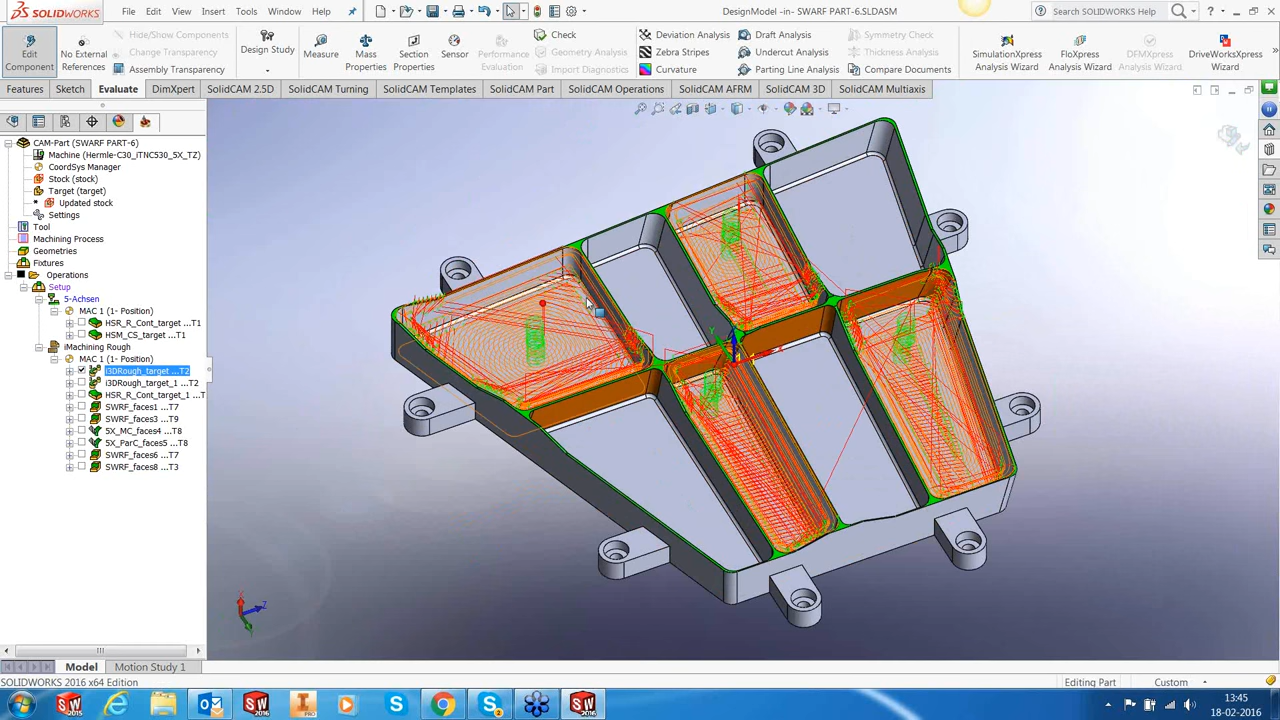 SOLIDWORKS File Edit View Insert Tools Window Help DesignModel -in- SWARF PART-6.SLDASM Search SOLIDWORKS Help
Edit Component
No External References
Hide/Show Components
Change Transparency
Assembly Transparency
Design Study
Measure
Mass Properties
Section Properties
Sensor
Performance Evaluation
Check
Geometry Analysis
Import Diagnostics
Deviation Analysis
Zebra Stripes
Curvature
Draft Analysis
Undercut Analysis
Parting Line Analysis
Symmetry Check
Thickness Analysis
Compare Documents
SimulationXpress Analysis Wizard
FloXpress Analysis Wizard
DFMXpress Analysis Wizard
DriveWorksXpress Wizard
Features Sketch Evaluate DimXpert SolidCAM 2.5D SolidCAM Turning SolidCAM Templates SolidCAM Part SolidCAM Operations SolidCAM AFRM SolidCAM 3D SolidCAM Multiaxis
CAM-Part (SWARF PART-6)
Machine (Hermle-C30_iTNC530_5X_TZ)
CoordSys Manager
Stock (stock)
Target (target)
* Updated stock
Settings
Tool
Machining Process
Geometries
Fixtures
Operations
Setup
5-Achsen
MAC 1 (1- Position)
HSR_R_Cont_target ...T1
HSM_CS_target ...T1
iMachining Rough
MAC 1 (1- Position)
i3DRough_target ...T2
i3DRough_target_1 ...T2
HSR_R_Cont_target_1 ...T
SWRF_faces1 ...T7
SWRF_faces3 ...T9
5X_MC_faces4 ...T8
5X_ParC_faces5 ...T8
SWRF_faces6 ...T7
SWRF_faces8 ...T3
Model Motion Study 1
SOLIDWORKS 2016 x64 Edition Editing Part Custom
13:45
18-02-2016